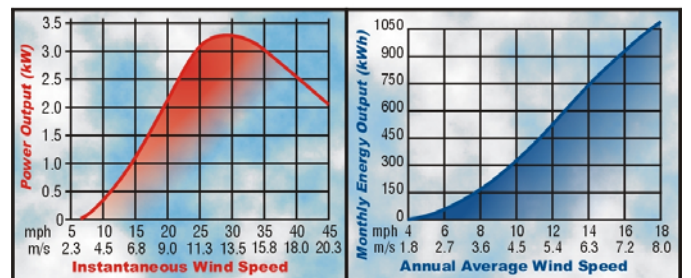 Power Output (kW)
3.5
3.0
2.5
2.0
1.5
1.0
0.5
0
mph 5 10 15 20 25 30 35 40 45
m/s 2.3 4.5 6.8 9.0 11.3 13.5 15.8 18.0 20.3
Instantaneous Wind Speed
Monthly Energy Output (kWh)
1050
900
750
600
450
300
150
0
mph 4 6 8 10 12 14 16 18
m/s 1.8 2.7 3.6 4.5 5.4 6.3 7.2 8.0
Annual Average Wind Speed